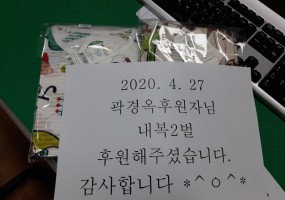 2020. 4. 27
곽경옥후원자님
내복2벌
후원해주셨습니다.
감사합니다 *^o^*